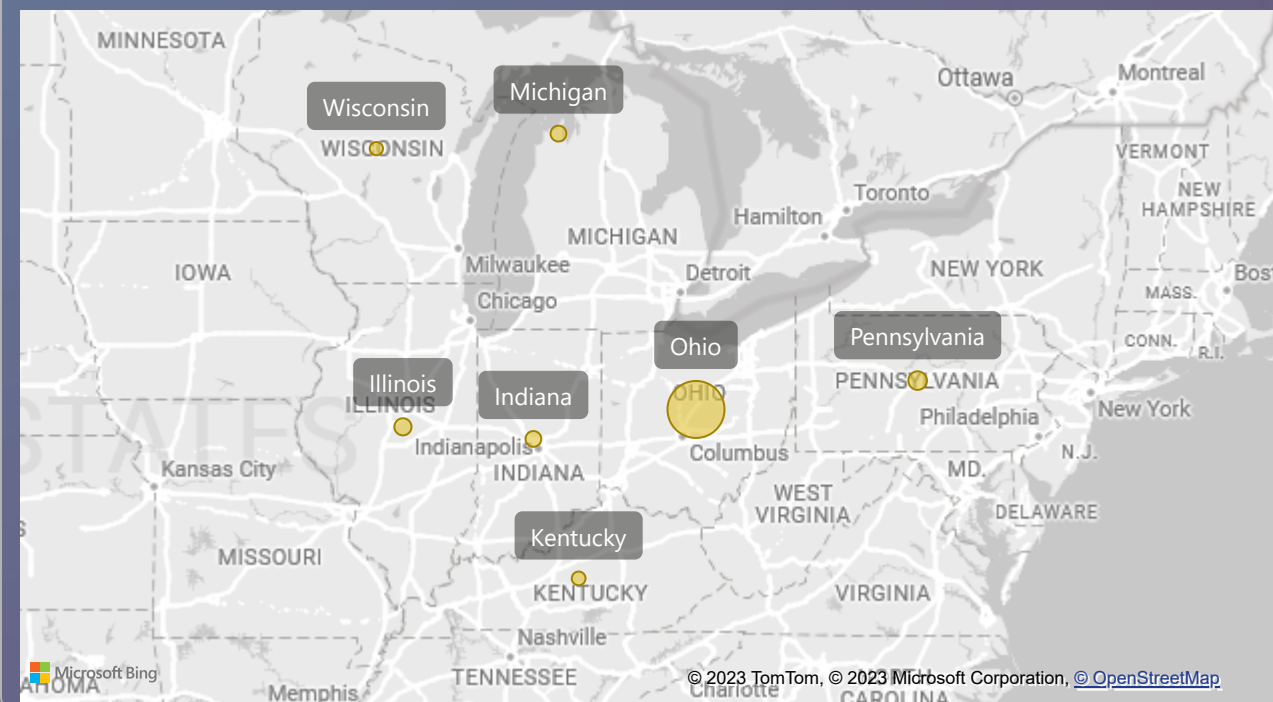 MINNESOTA
Wisconsin
WISCONSIN
Michigan
MICHIGAN
Ottawa
Montreal
VERMONT
NEW
HAMPSHIRE
Toronto
Hamilton
IOWA
Milwaukee
Chicago
Detroit
NEW YORK
MASS.
Bos
CONN.
R.I.
Illinois
ILLINOIS
Indiana
Indianapolis
INDIANA
Ohio
OHIO
Columbus
Pennsylvania
PENNSYLVANIA
Philadelphia
New York
N.J.
MD.
DELAWARE
STATES
Kansas City
MISSOURI
WEST
VIRGINIA
Kentucky
KENTUCKY
VIRGINIA
Nashville
TENNESSEE
Memphis
Charlotte
NORTH
CAROLINA
Microsoft Bing
AHOMA
© 2023 TomTom, © 2023 Microsoft Corporation, © OpenStreetMap